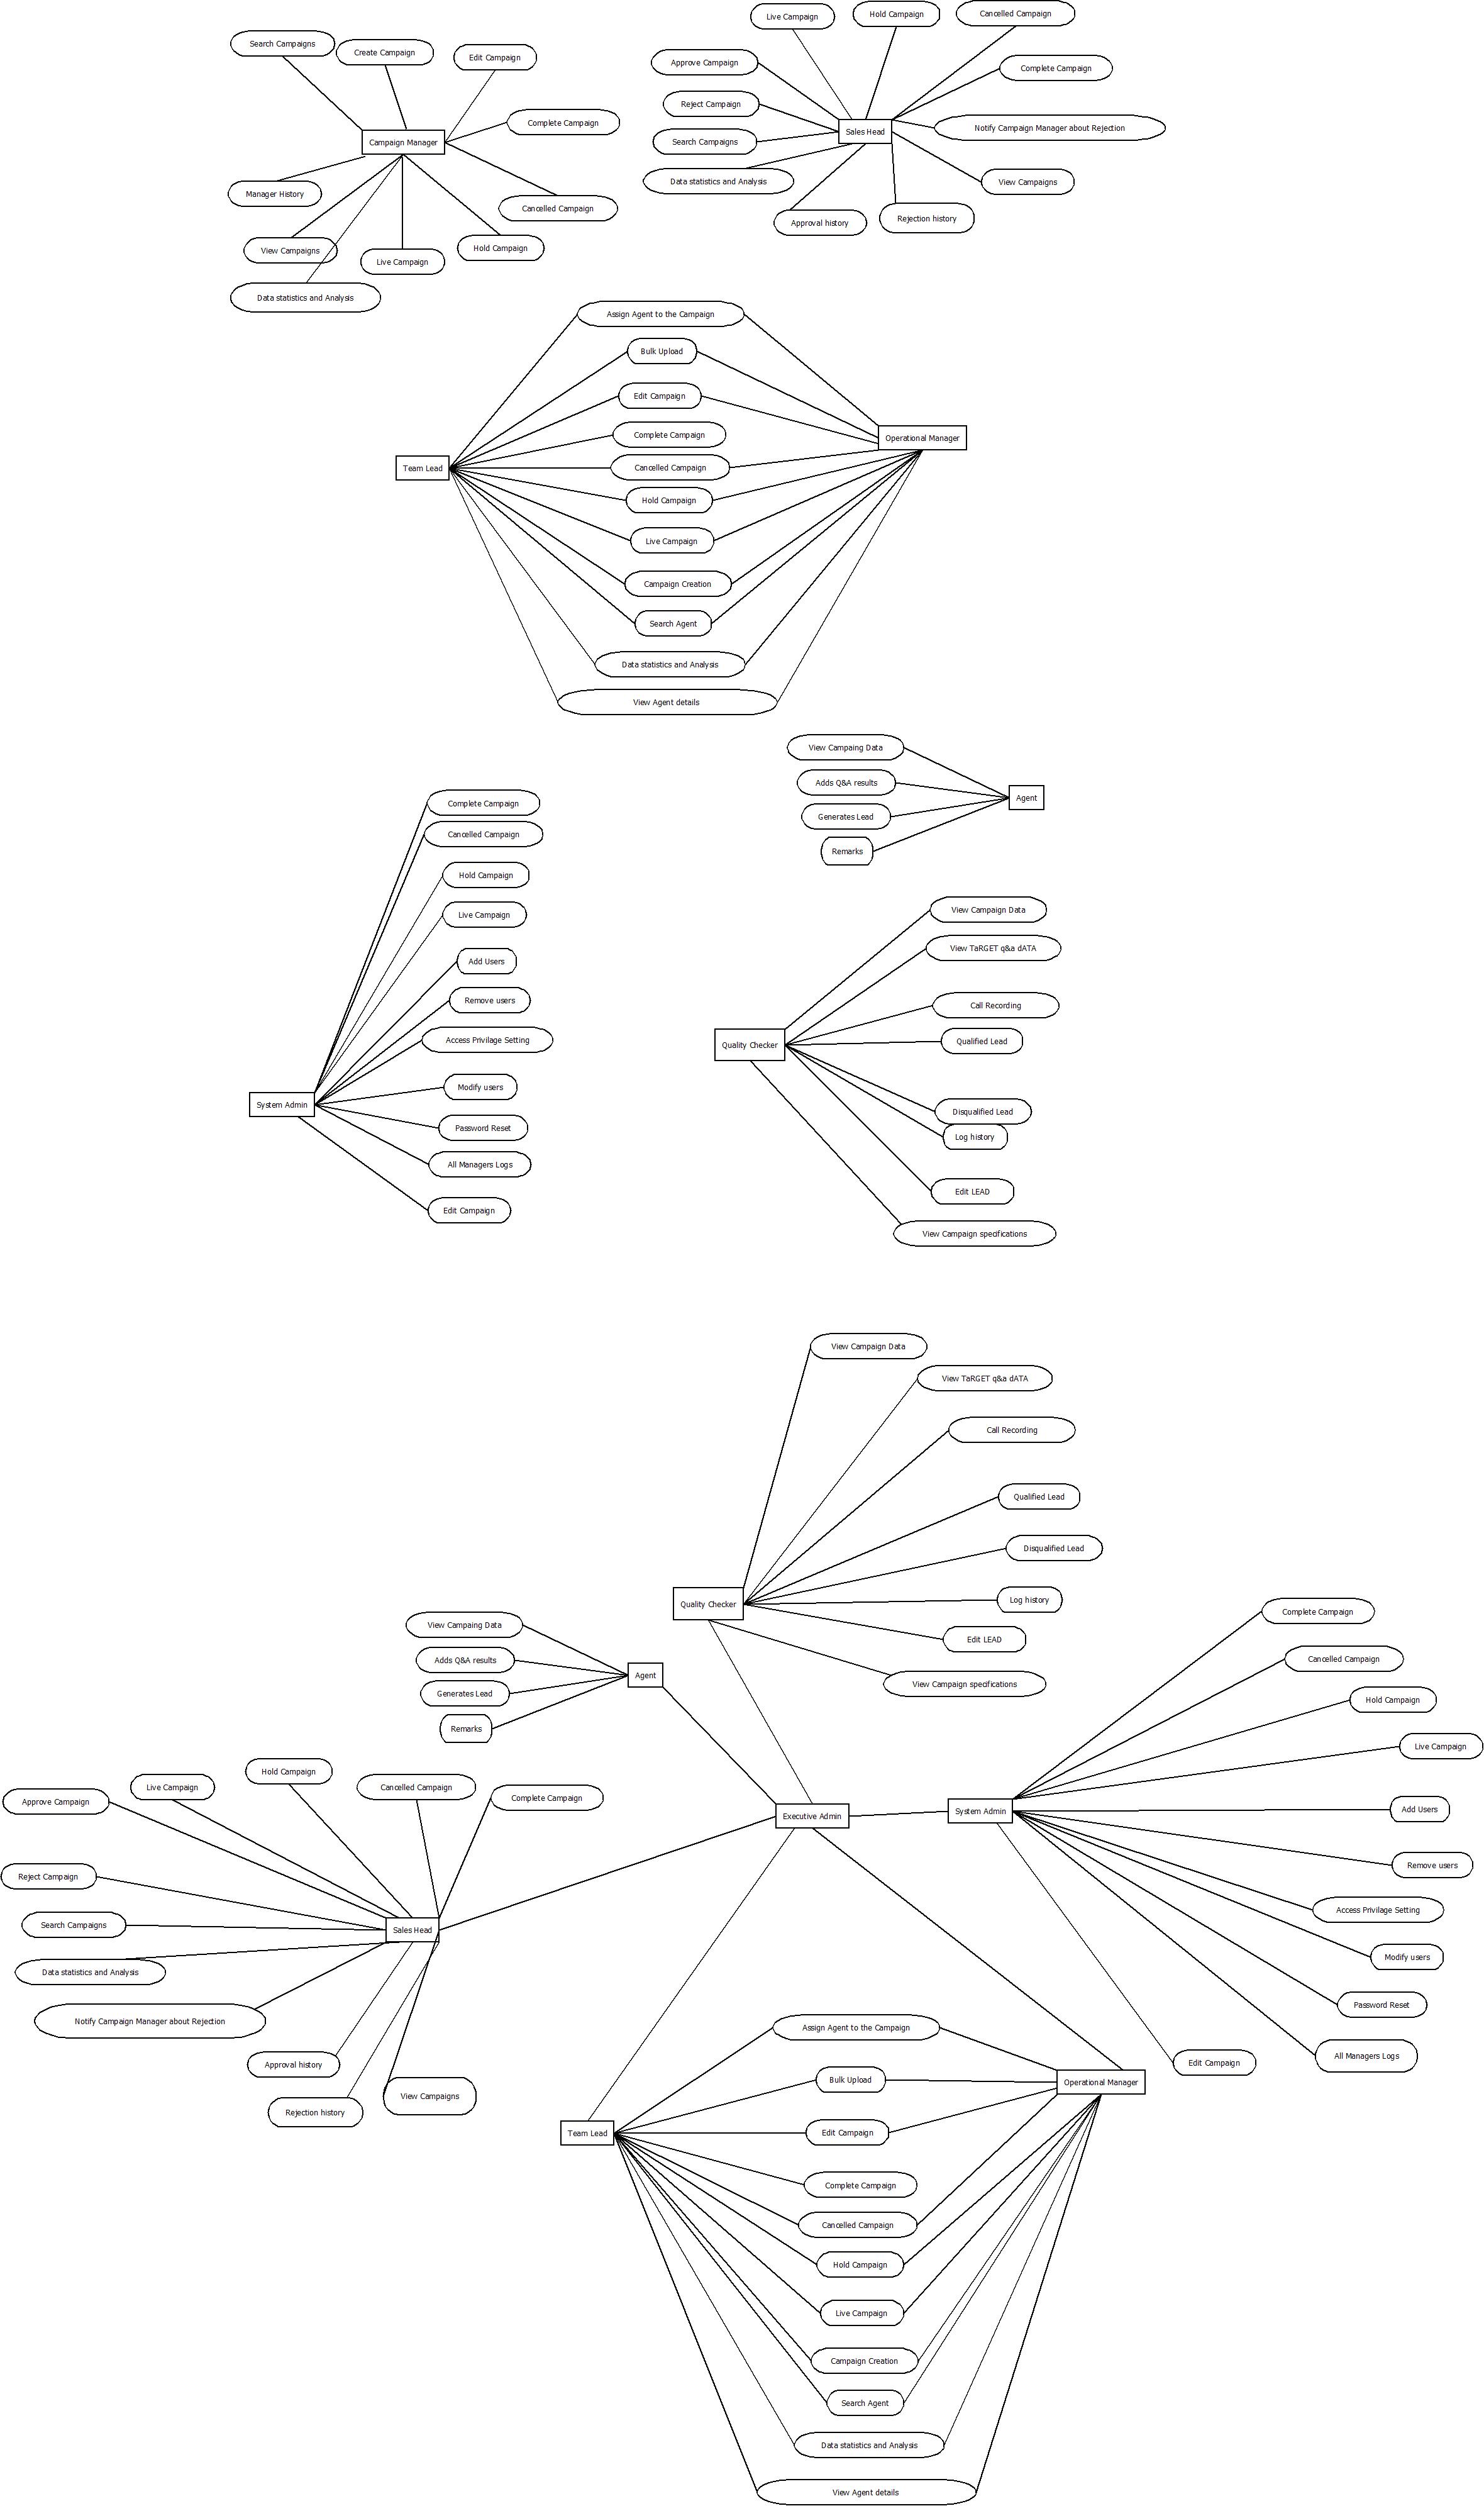 Search Campaigns
Create Campaign
Edit Campaign
Complete Campaign
Campaign Manager
Manager History
Cancelled Campaign
View Campaigns
Live Campaign
Hold Campaign
Data statistics and Analysis
Live Campaign
Hold Campaign
Cancelled Campaign
Approve Campaign
Complete Campaign
Reject Campaign
Sales Head
Notify Campaign Manager about Rejection
Search Campaigns
Data statistics and Analysis
View Campaigns
Approval history
Rejection history
Assign Agent to the Campaign
Bulk Upload
Edit Campaign
Complete Campaign
Operational Manager
Team Lead
Cancelled Campaign
Hold Campaign
Live Campaign
Campaign Creation
Search Agent
Data statistics and Analysis
View Agent details
View Campaing Data
Adds Q&A results
Agent
Generates Lead
Remarks
Complete Campaign
Cancelled Campaign
Hold Campaign
Live Campaign
Add Users
Remove users
Access Privilage Setting
Modify users
System Admin
Password Reset
All Managers Logs
Edit Campaign
View Campaign Data
View TaRGET q&a dATA
Call Recording
Quality Checker
Qualified Lead
Disqualified Lead
Log history
Edit LEAD
View Campaign specifications
View Campaign Data
View TaRGET q&a dATA
Call Recording
Qualified Lead
Disqualified Lead
Quality Checker
Log history
Edit LEAD
View Campaign specifications
View Campaing Data
Adds Q&A results
Agent
Generates Lead
Remarks
Complete Campaign
Cancelled Campaign
Hold Campaign
Live Campaign
Executive Admin
System Admin
Add Users
Remove users
Access Privilage Setting
Modify users
Password Reset
All Managers Logs
Edit Campaign
Hold Campaign
Live Campaign
Cancelled Campaign
Approve Campaign
Complete Campaign
Reject Campaign
Search Campaigns
Sales Head
Data statistics and Analysis
Notify Campaign Manager about Rejection
Approval history
Rejection history
View Campaigns
Assign Agent to the Campaign
Bulk Upload
Operational Manager
Edit Campaign
Team Lead
Complete Campaign
Cancelled Campaign
Hold Campaign
Live Campaign
Campaign Creation
Search Agent
Data statistics and Analysis
View Agent details